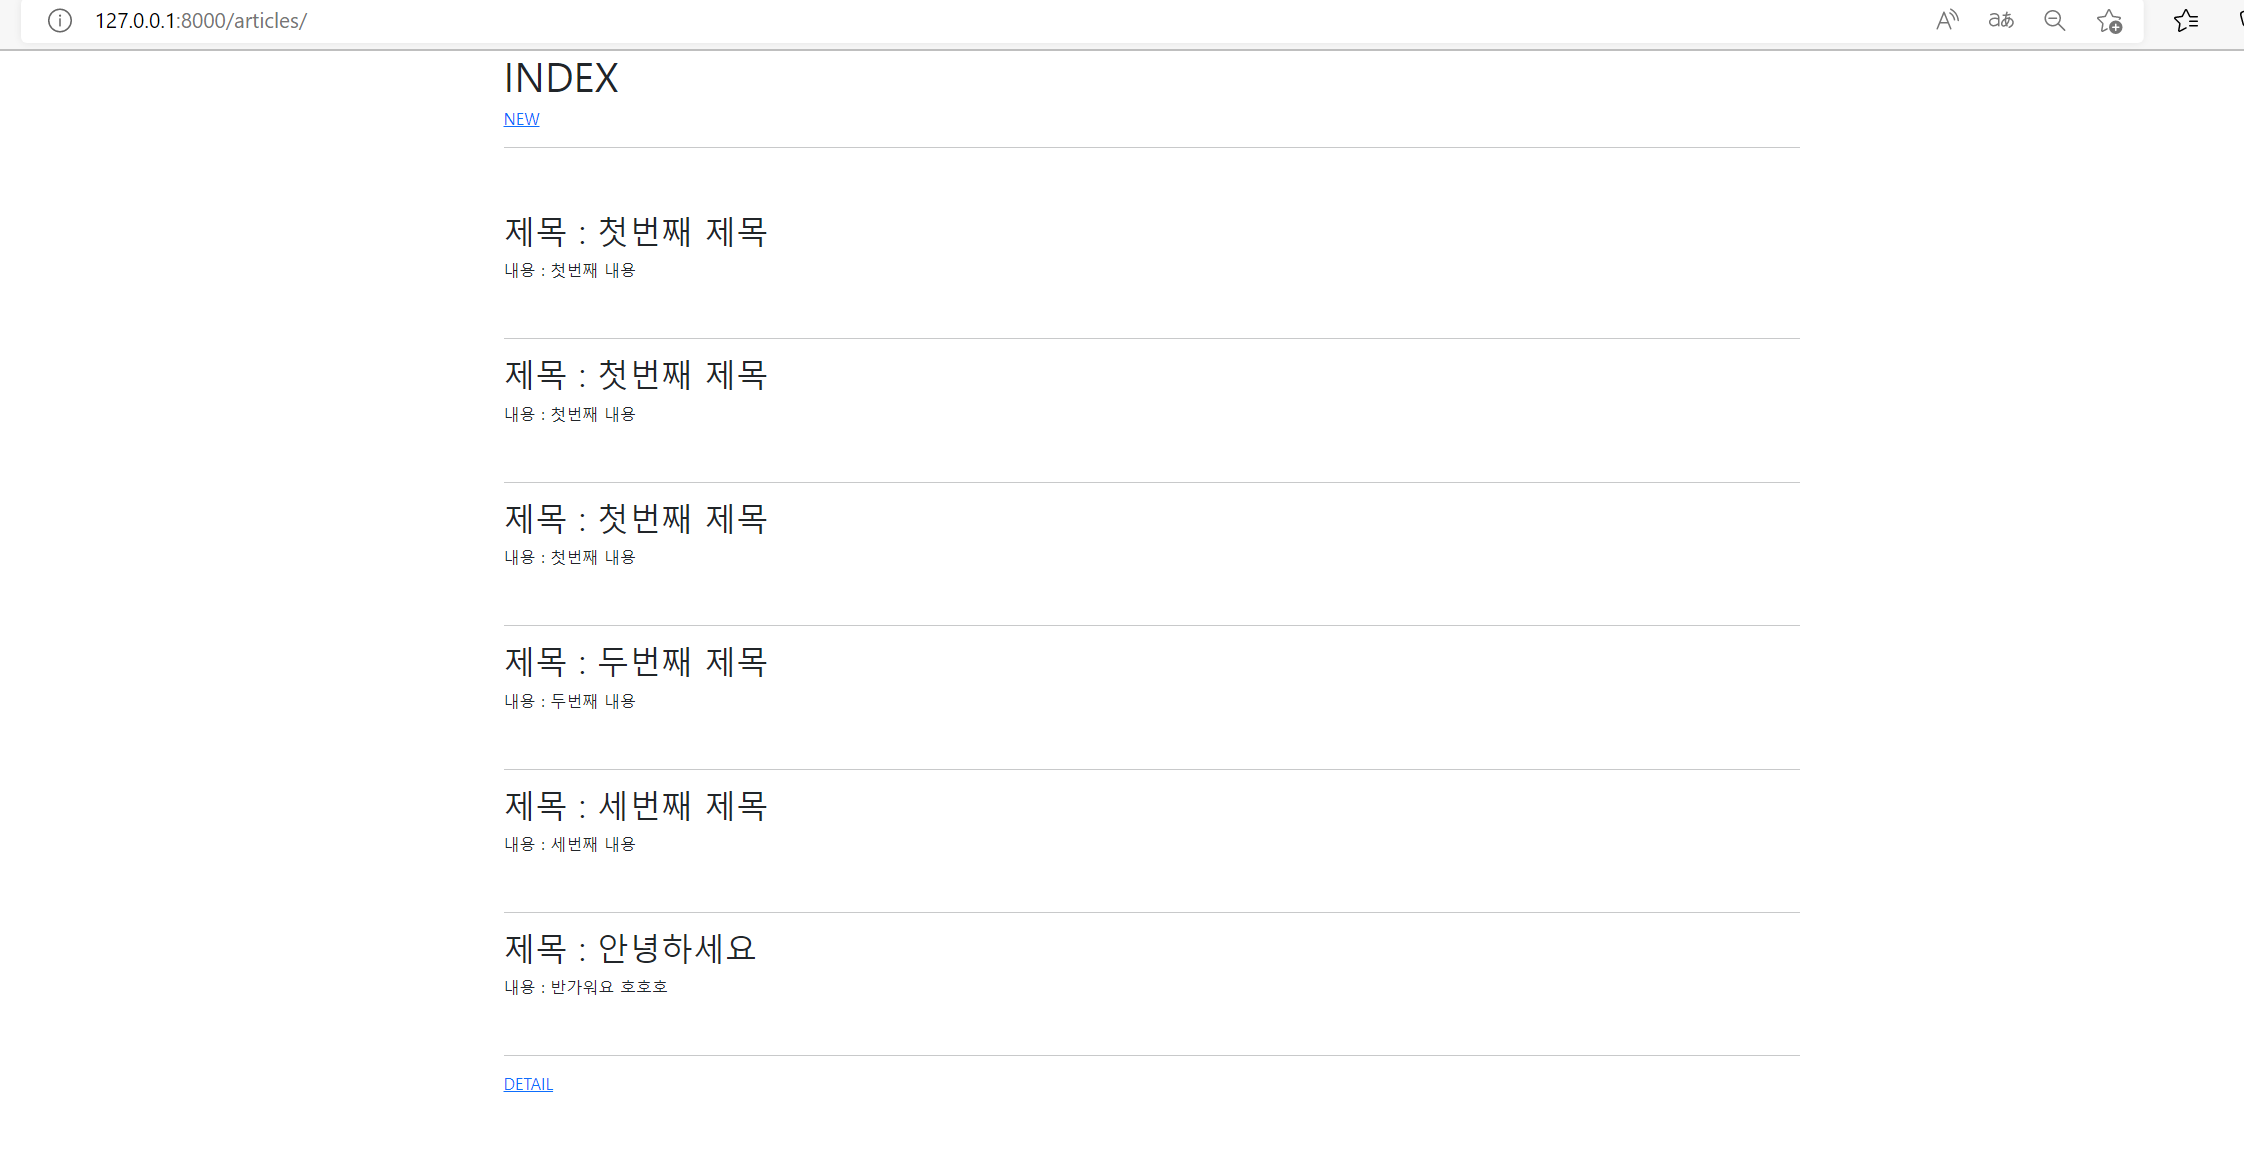 127.0.0.1:8000/articles/
INDEX
NEW
제목 : 첫번째 제목
내용 : 첫번째 내용
제목 : 첫번째 제목
내용 : 첫번째 내용
제목 : 첫번째 제목
내용 : 첫번째 내용
제목 : 두번째 제목
내용 : 두번째 내용
제목 : 세번째 제목
내용 : 세번째 내용
제목 : 안녕하세요
내용 : 반가워요 호호호
DETAIL